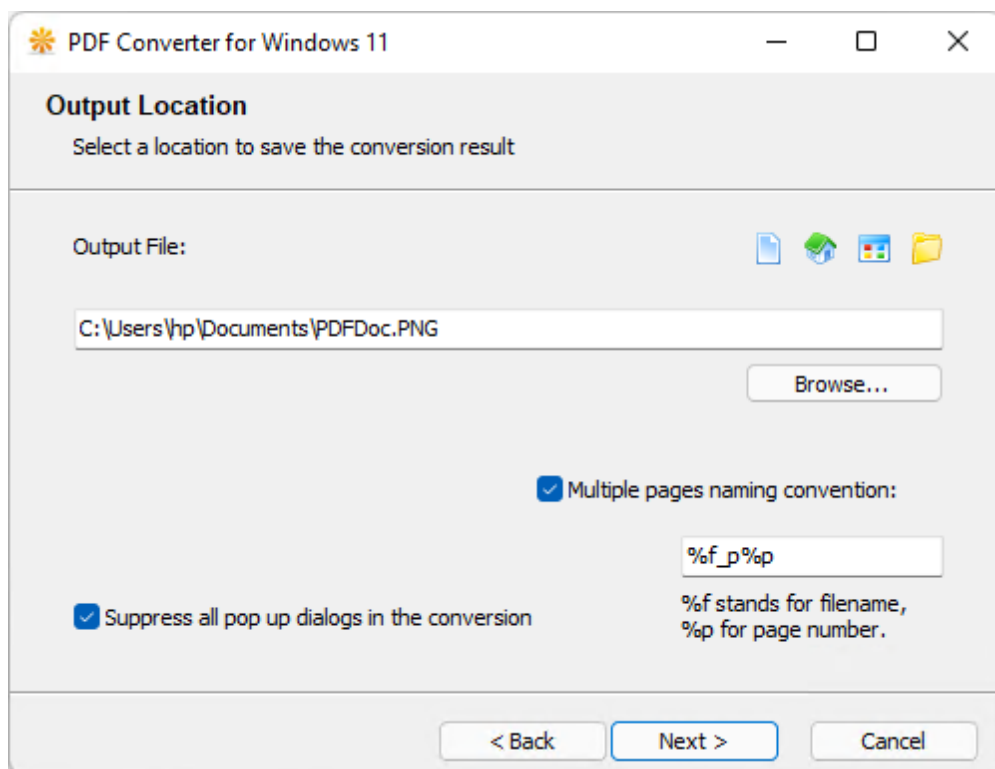 PDF Converter for Windows 11
Output Location
Select a location to save the conversion result
Output File:
C:\Users\hp\Documents\PDFDoc.PNG
Browse...
Multiple pages naming convention:
%f_p%p
Suppress all pop up dialogs in the conversion
%f stands for filename,
%p for page number.
< Back
Next >
Cancel